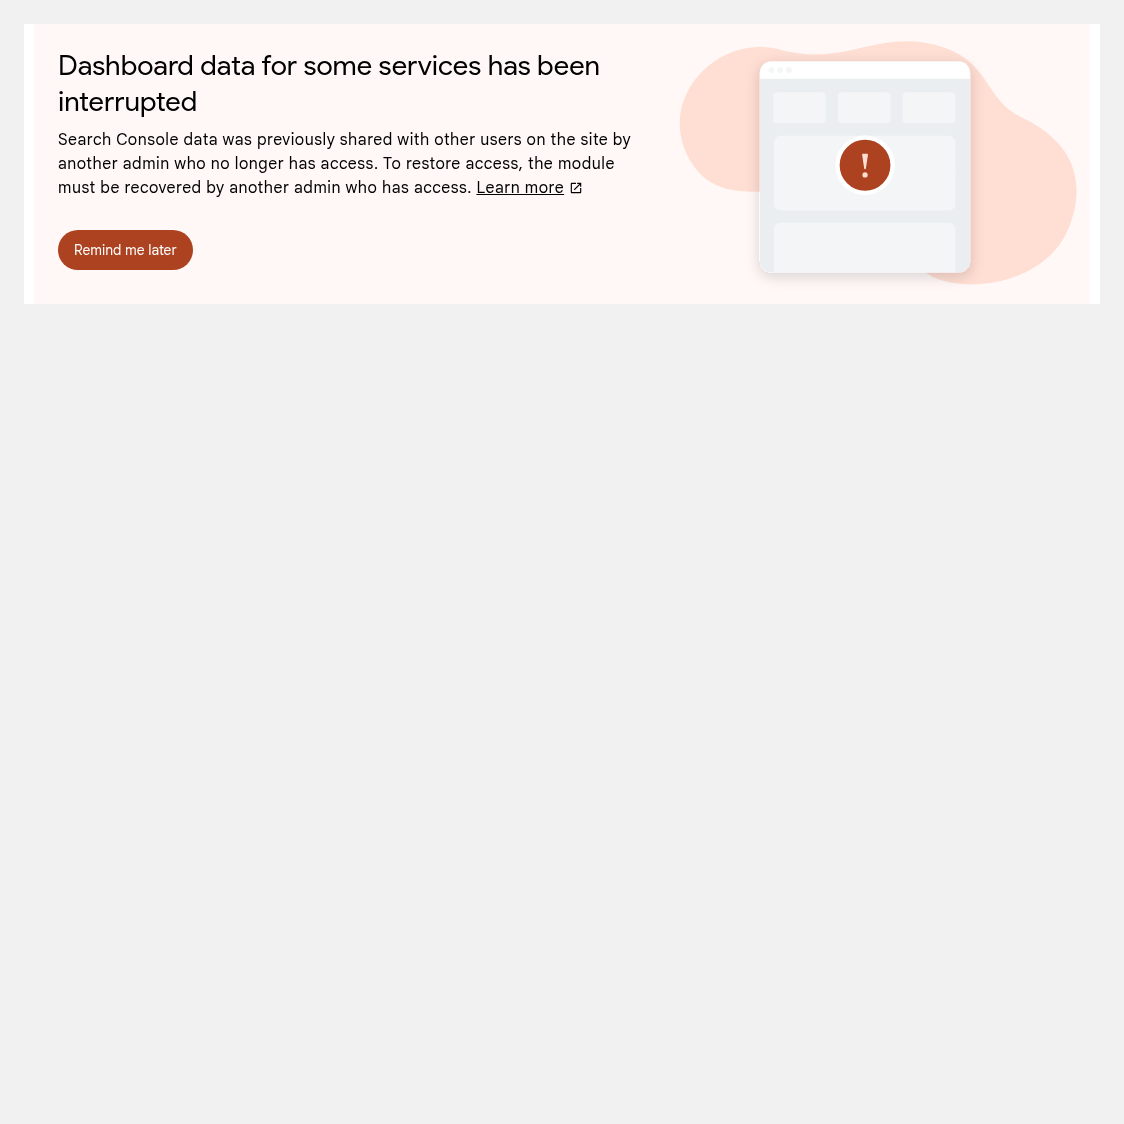 Dashboard data for some services has been
interrupted
Search Console data was previously shared with other users on the site by
another admin who no longer has access. To restore access, the module
must be recovered by another admin who has access. Learn more
Remind me later
!